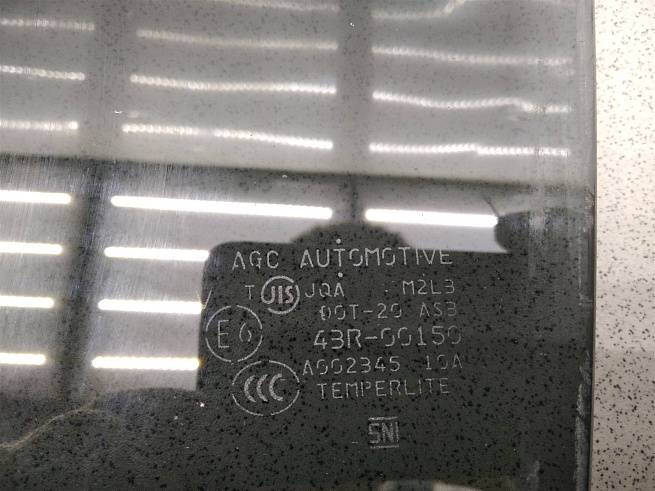 AGC AUTOMOTIVE
T JIS JQA M2L3
DOT-20 AS3
E6 43R-00150
A002345 10A
CCC TEMPERLITE
SNI